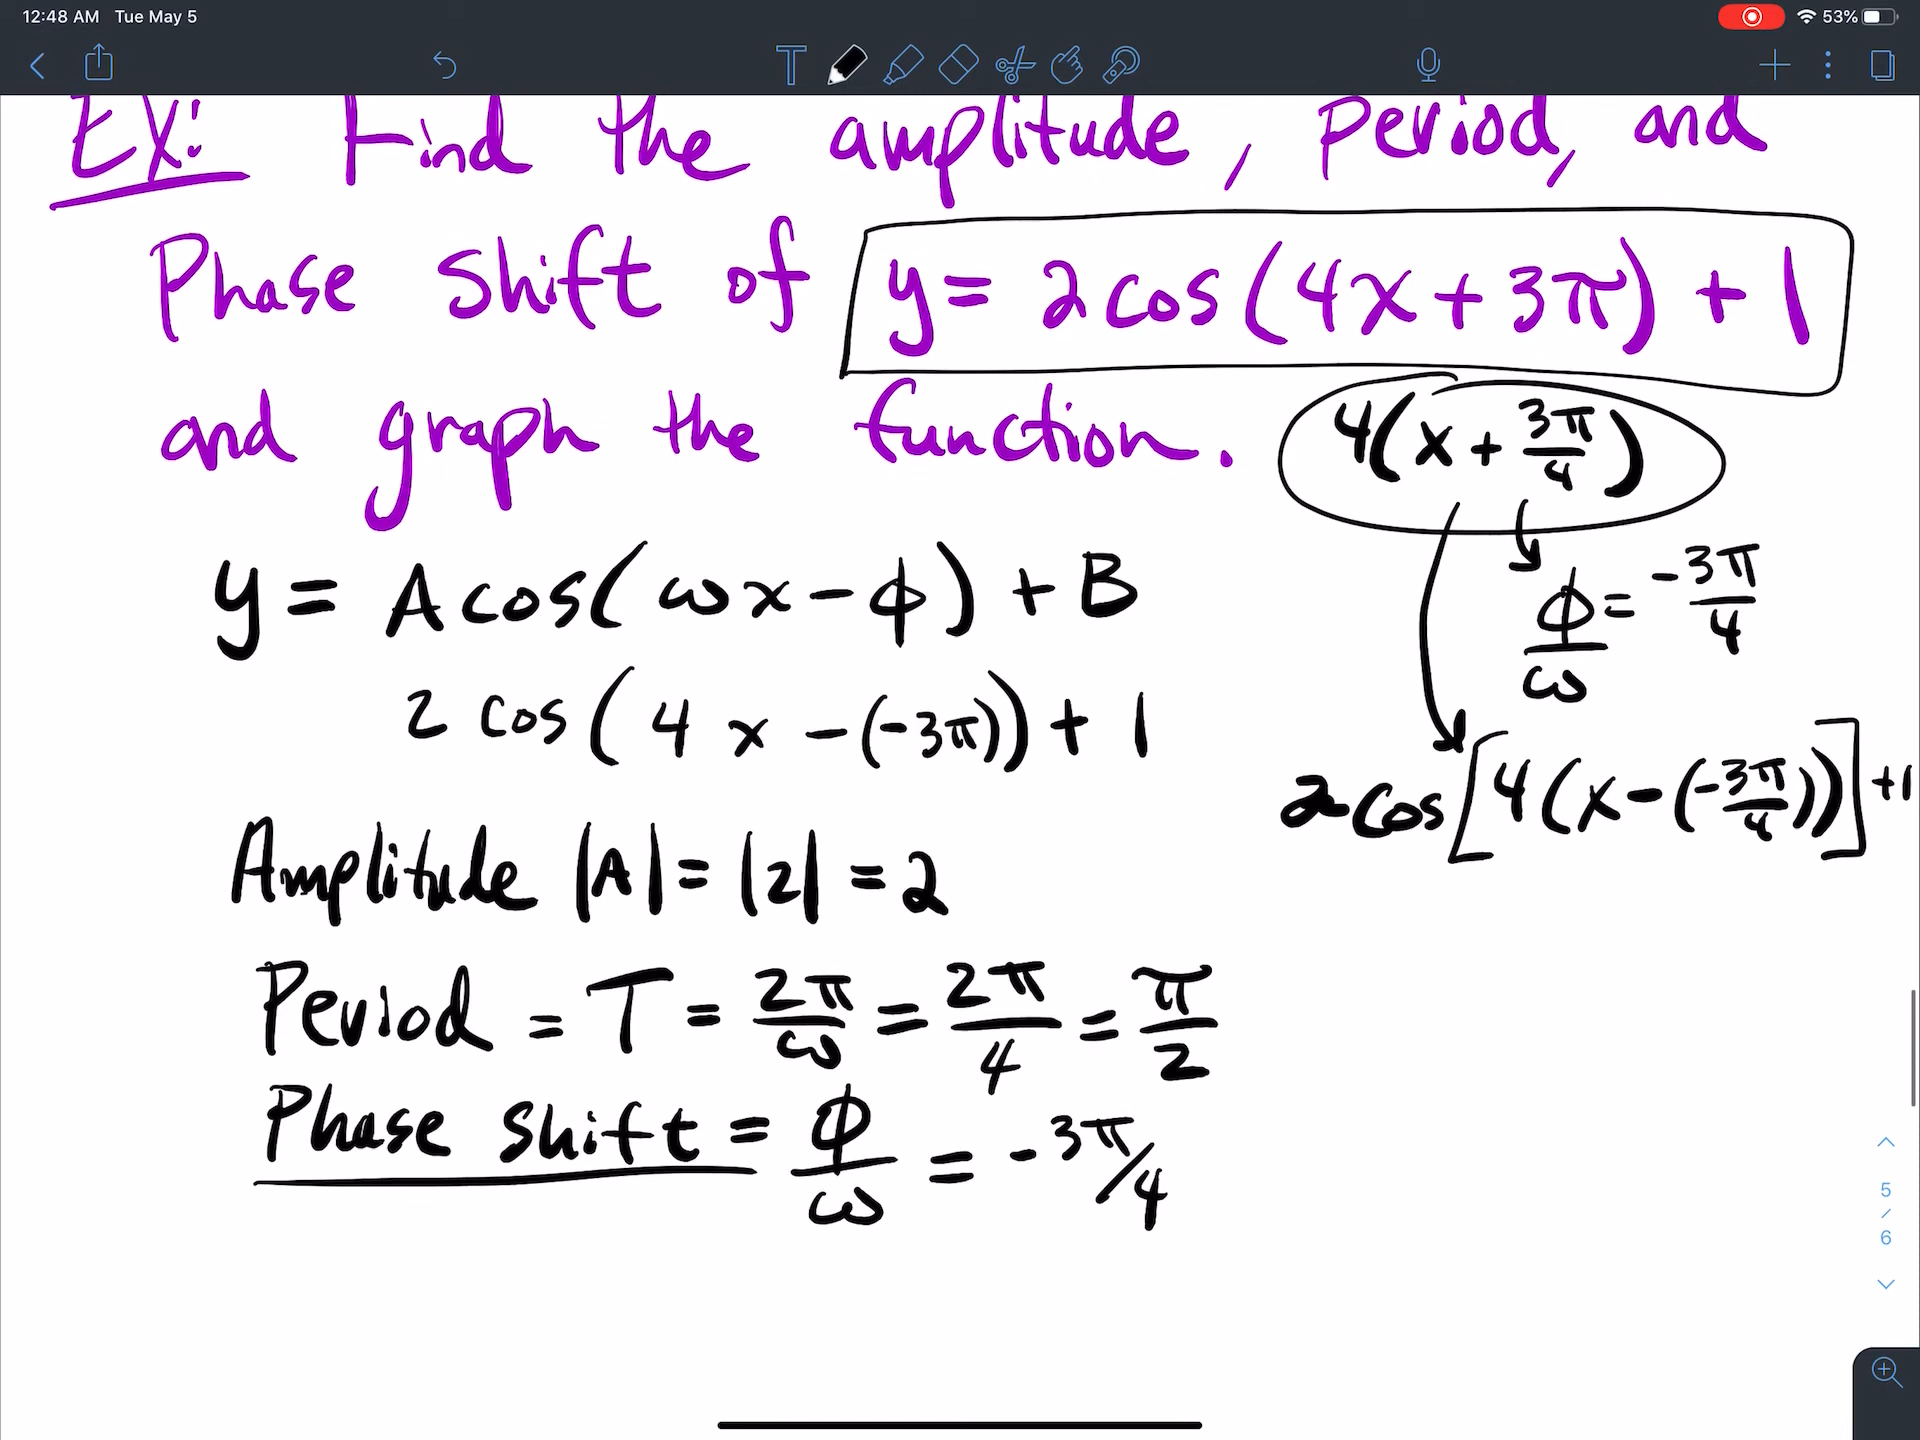 12:48 AM Tue May 5
53%
Ex: Find the amplitude, period, and
Phase shift of y = 2cos(4x+3π) + 1
and graph the function.
4(x + 3π/4)
y = A cos(ωx - ϕ) + B
ϕ/ω = -3π/4
2 cos(4x - (-3π)) + 1
2 cos[4(x - (-3π/4))] + 1
Amplitude |A| = |2| = 2
Period = T = 2π/ω = 2π/4 = π/2
Phase shift = ϕ/ω = -3π/4
5
/
6